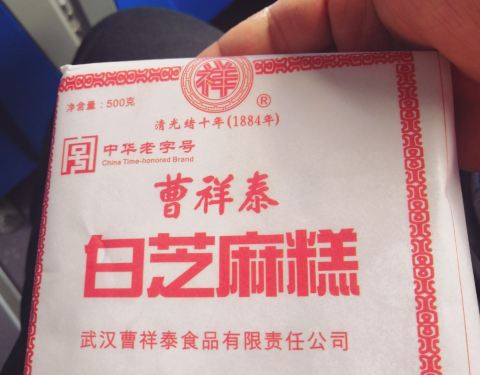 祥
®
净含量：500克
清光绪十年(1884年)
中华老字号
China Time-honored Brand
曹祥泰
白芝麻糕
武汉曹祥泰食品有限责任公司